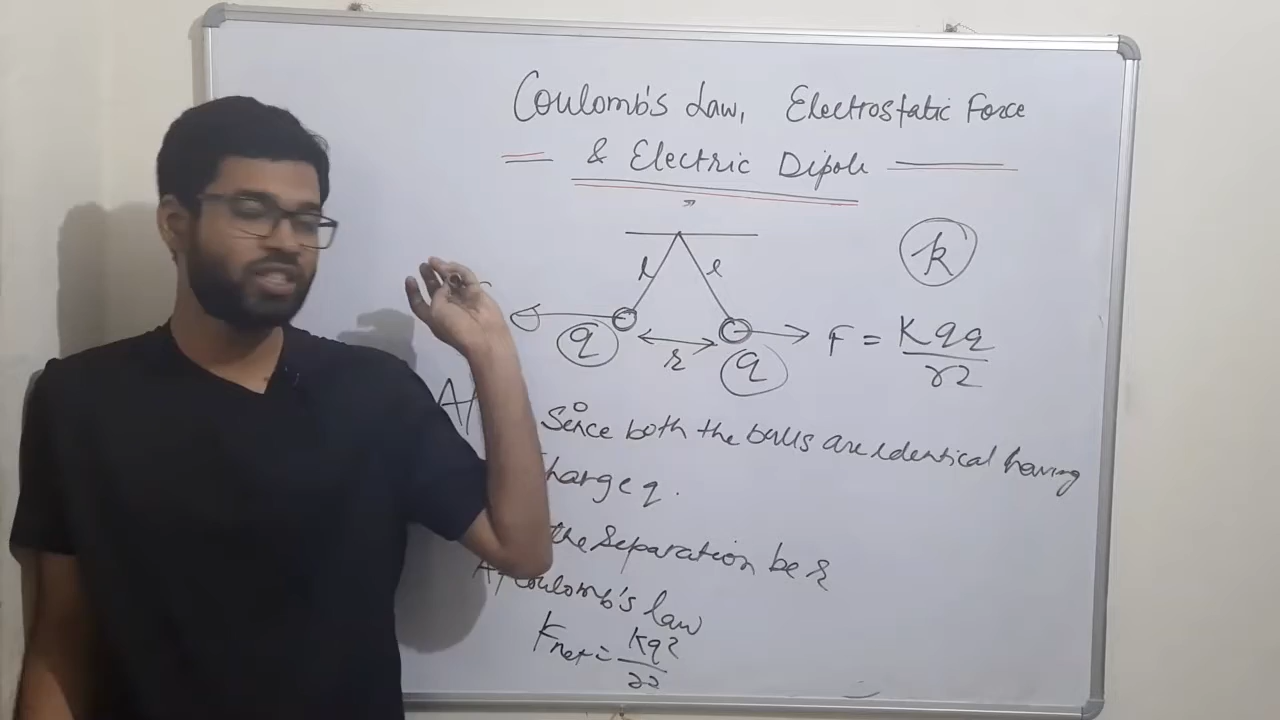 Coulomb's Law, Electrostatic Force
& Electric Dipole
k
l l
q r q F = Kqq
r2
Since both the balls are identical having
harge q.
the separation be r
A/ Coulomb's law
Fnet = Kq2
r2